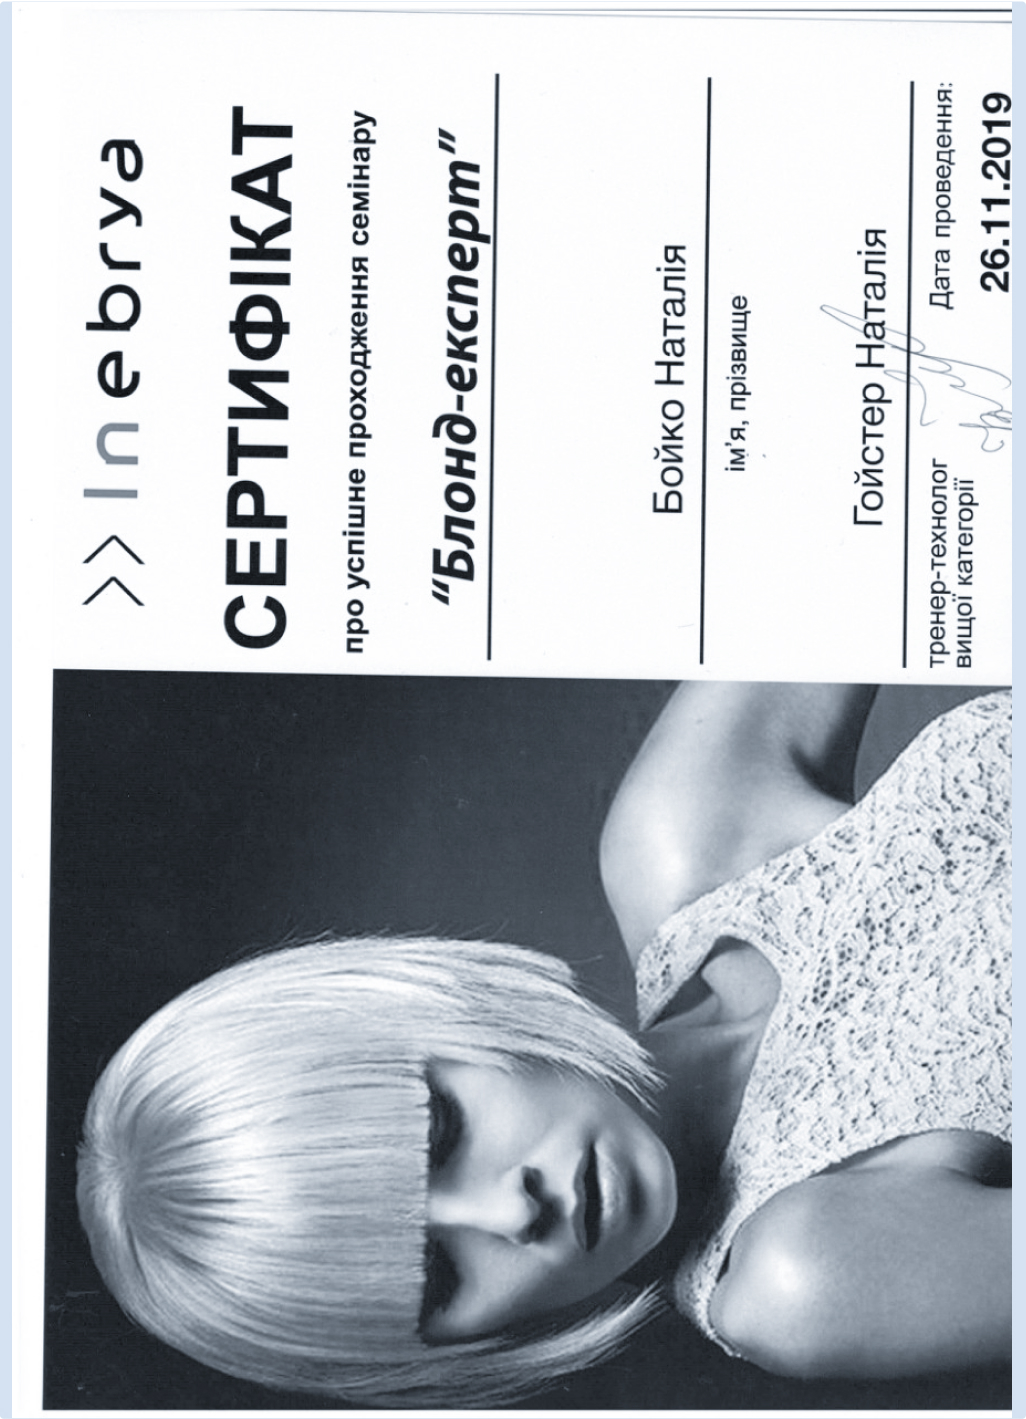 >> Inebrya
СЕРТИФІКАТ
про успішне проходження семінару
“Блонд-експерт”
Бойко Наталія
ім’я, прізвище
Гойстер Наталія
тренер-технолог
вищої категорії
Дата проведення:
26.11.2019